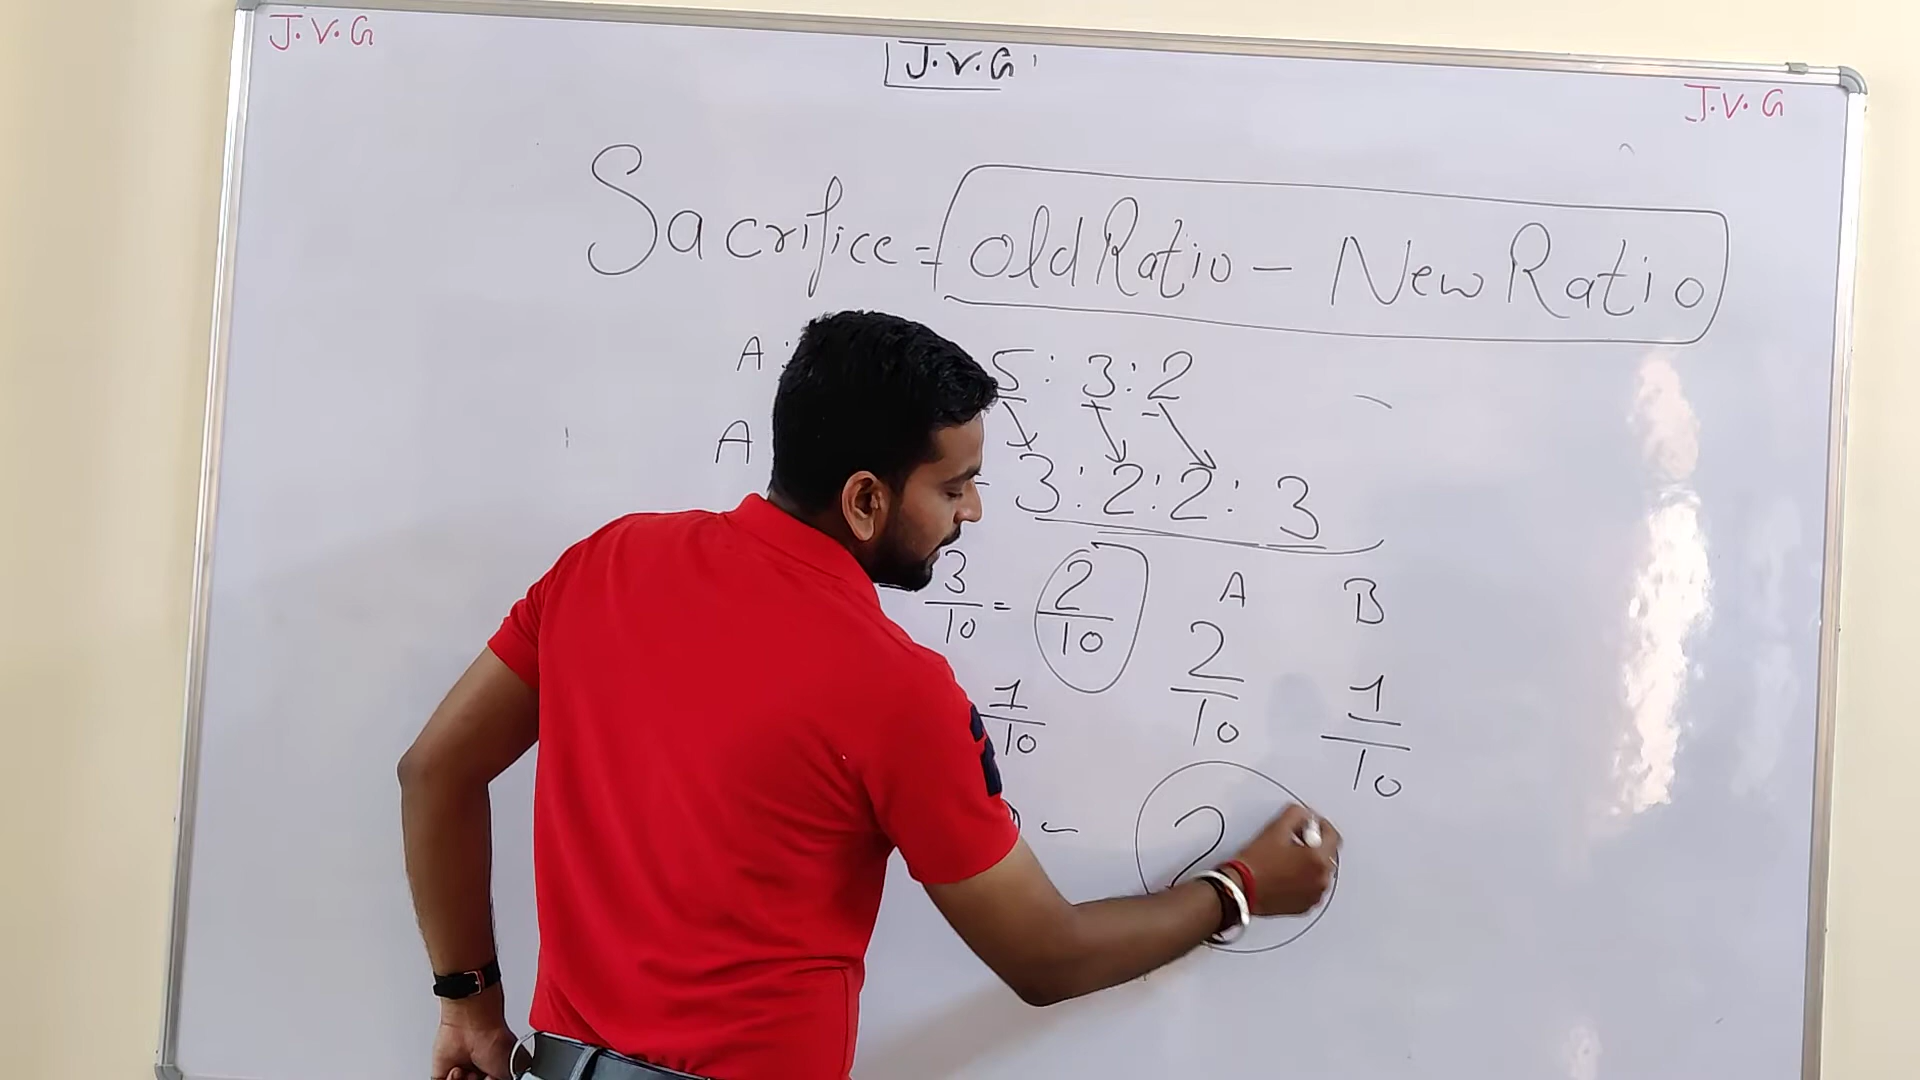 J.V.G
J.V.G
J.V.G
Sacrifice = Old Ratio - New Ratio
A : 5 : 3 : 2
A - 3 : 2 : 2 : 3
3/10 = 2/10
A B
2/10 1/10
1/10
2